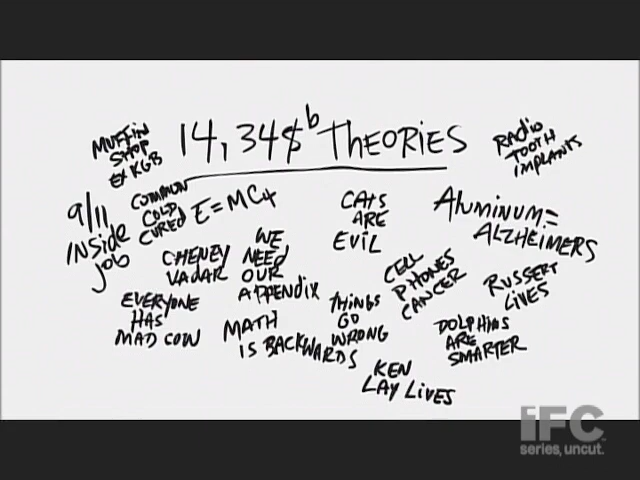 14,34$ᵇ THEORIES
MUFFIN
SHOP
EX KGB
RADIO
TOOTH
IMPLANTS
9/11
INSIDE
JOB
COMMON
COLD
CURED
E=MC4
CATS
ARE
EVIL
ALUMINUM=
ALZHEIMERS
CHENEY
VADAR
WE
NEED
OUR
APPENDIX
CELL
PHONES
CANCER
RUSSERT
LIVES
EVERYONE
HAS
MAD COW
MATH
IS BACKWARDS
THINGS
GO
WRONG
DOLPHINS
ARE
SMARTER
KEN
LAY LIVES
iFC
series, uncut.